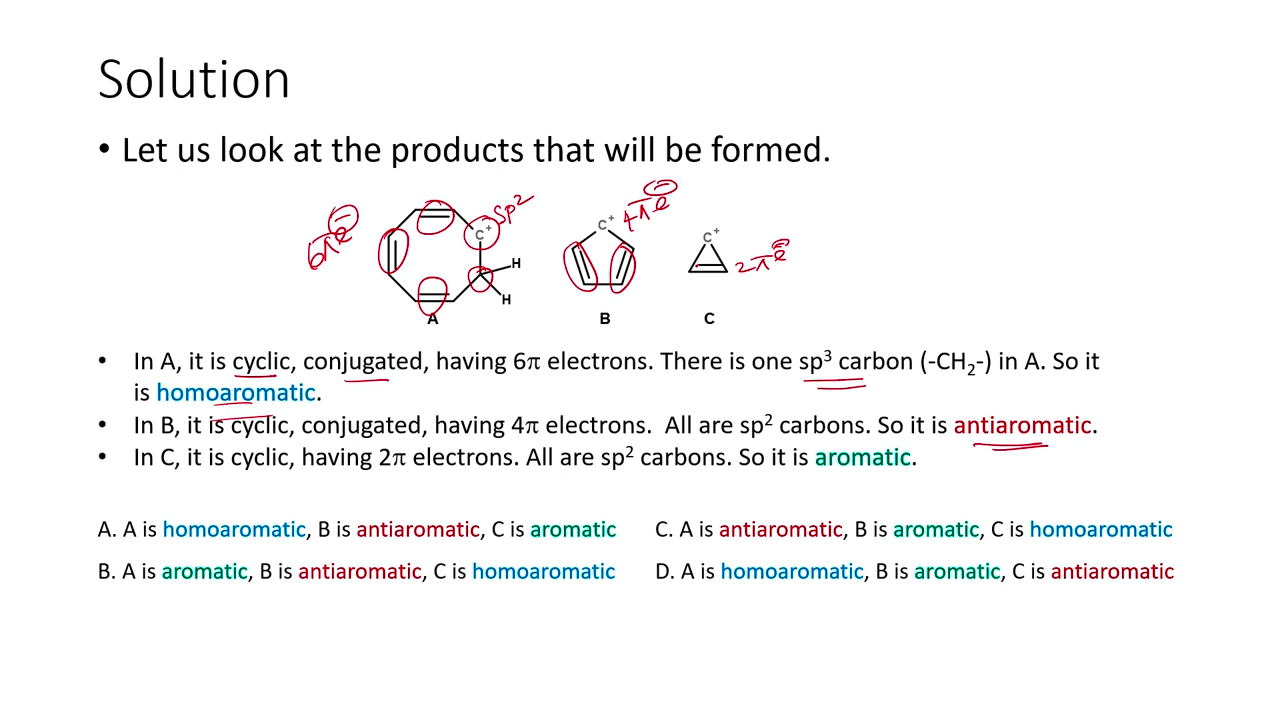 Solution
• Let us look at the products that will be formed.
6πe⊖
C⁺ sp²
H
H
A
C⁺ 4πe⊖
B
C⁺
2πe⊖
C
• In A, it is cyclic, conjugated, having 6π electrons. There is one sp³ carbon (-CH₂-) in A. So it
is homoaromatic.
• In B, it is cyclic, conjugated, having 4π electrons. All are sp² carbons. So it is antiaromatic.
• In C, it is cyclic, having 2π electrons. All are sp² carbons. So it is aromatic.
A. A is homoaromatic, B is antiaromatic, C is aromatic
B. A is aromatic, B is antiaromatic, C is homoaromatic
C. A is antiaromatic, B is aromatic, C is homoaromatic
D. A is homoaromatic, B is aromatic, C is antiaromatic